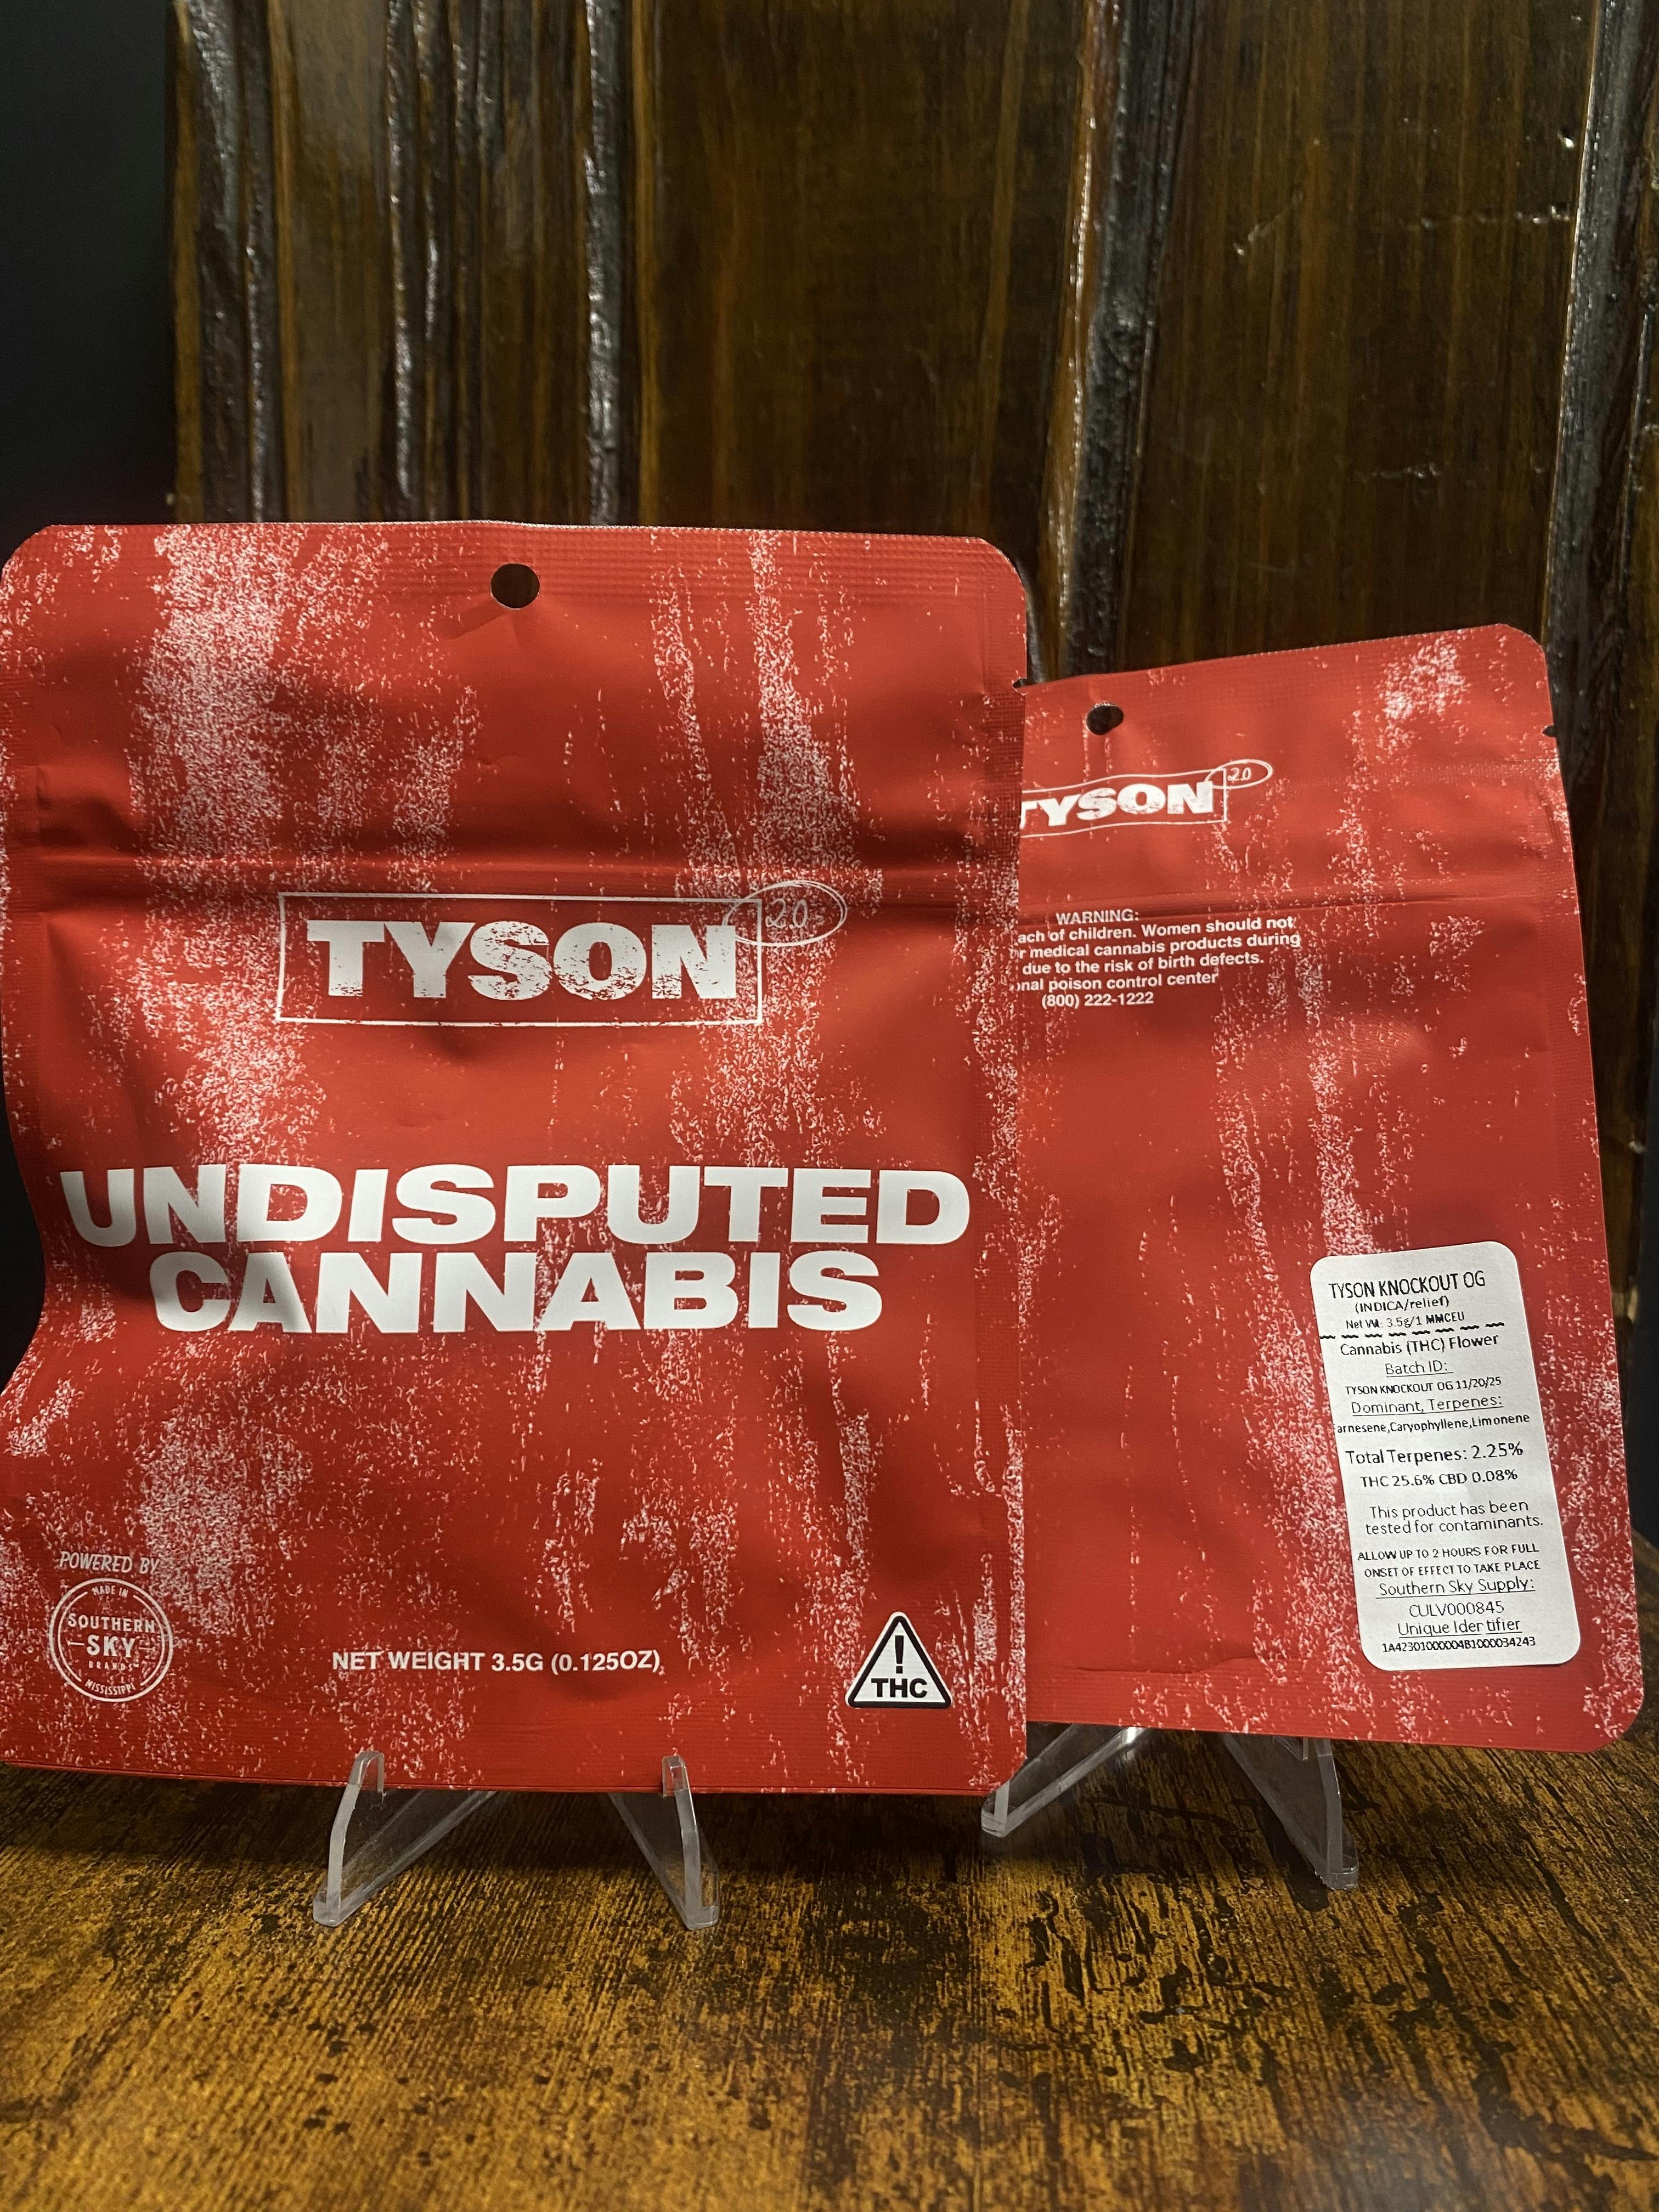 TYSON 2.0
UNDISPUTED
CANNABIS
POWERED BY
MADE IN
SOUTHERN
SKY
BRANDS
MISSISSIPPI
NET WEIGHT 3.5G (0.125OZ)
!
THC
TYSON 2.0
WARNING:
of children. Women should not
medical cannabis products during
due to the risk of birth defects.
poison control center
(800) 222-1222
TYSON KNOCKOUT OG
(INDICA/relief)
Net Wt: 3.5g/1 MMCEU
Cannabis (THC) Flower
Batch ID:
TYSON KNOCKOUT OG 11/20/25
Dominant, Terpenes:
arnesene,Caryophyllene,Limonene
Total Terpenes: 2.25%
THC 25.6% CBD 0.08%
This product has been
tested for contaminants.
ALLOW UP TO 2 HOURS FOR FULL
ONSET OF EFFECT TO TAKE PLACE
Southern Sky Supply:
CULV000845
Unique Identifier
1A42301000004B1000034243